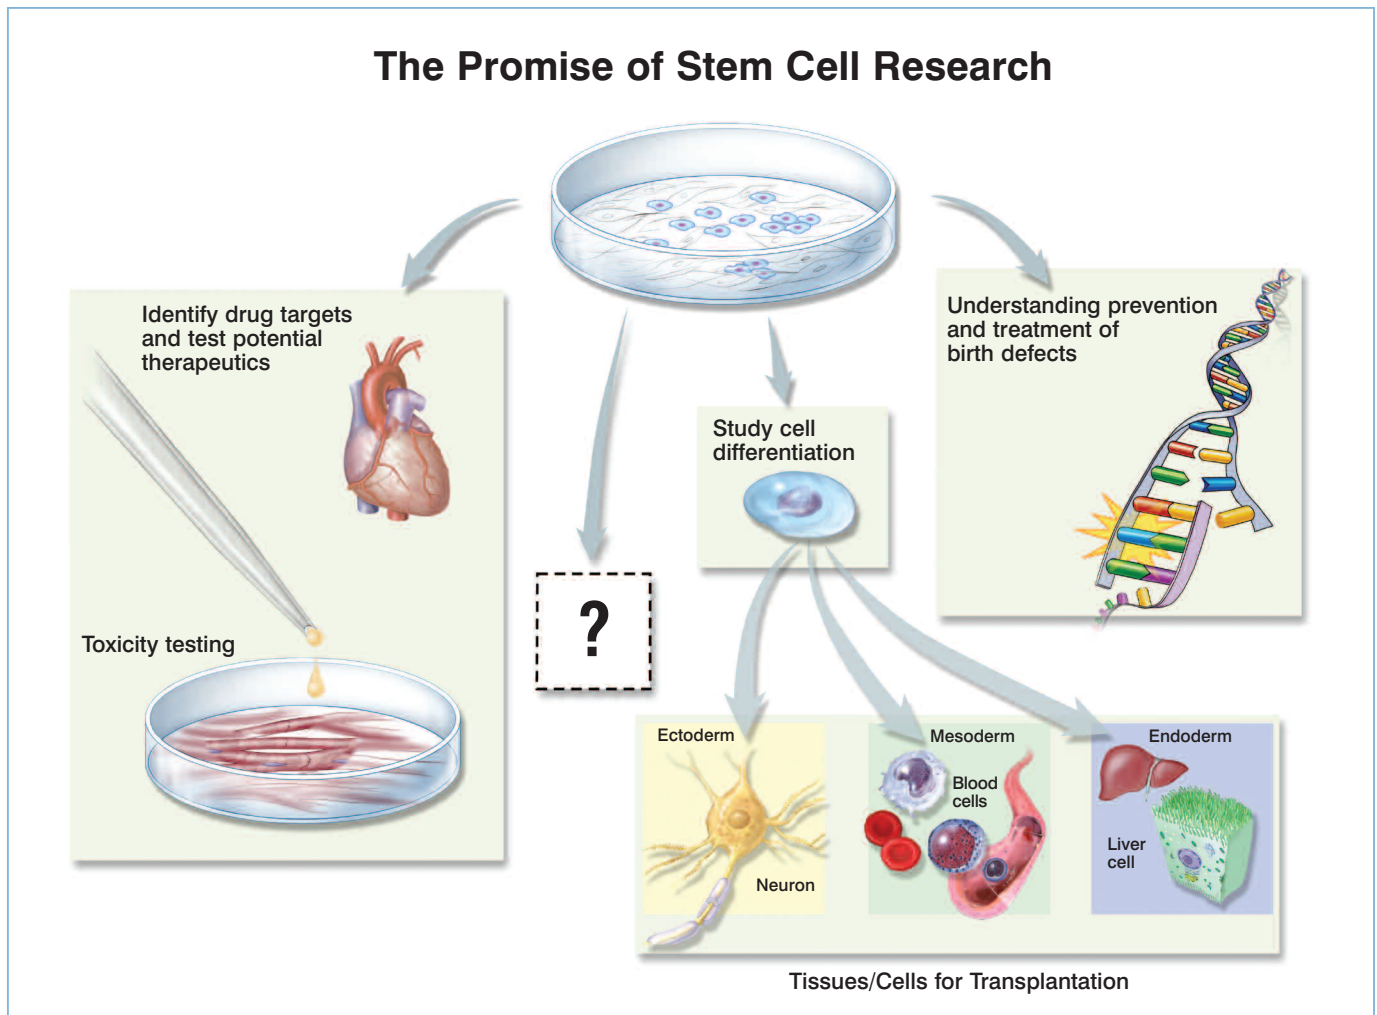 The Promise of Stem Cell Research
Identify drug targets
and test potential
therapeutics
Toxicity testing
?
Study cell
differentiation
Understanding prevention
and treatment of
birth defects
Ectoderm
Neuron
Mesoderm
Blood
cells
Endoderm
Liver
cell
Tissues/Cells for Transplantation